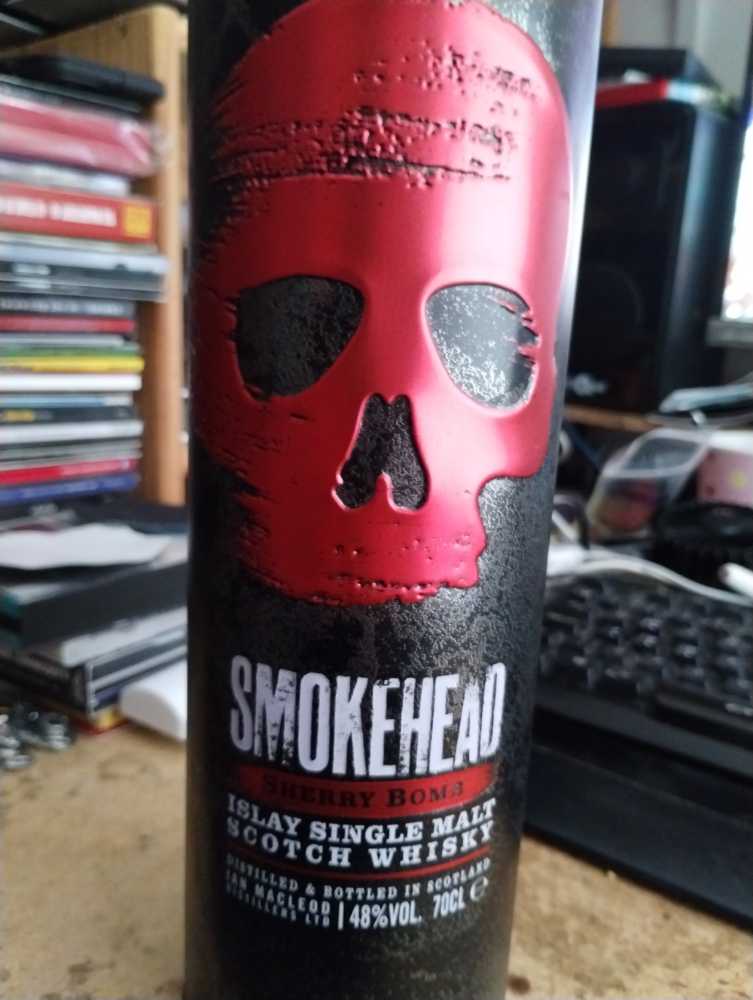 SMOKEHEAD
SHERRY BOMB
ISLAY SINGLE MALT
SCOTCH WHISKY
DISTILLED & BOTTLED IN SCOTLAND
IAN MACLEOD
DISTILLERS LTD | 48%VOL. 70CL ℮